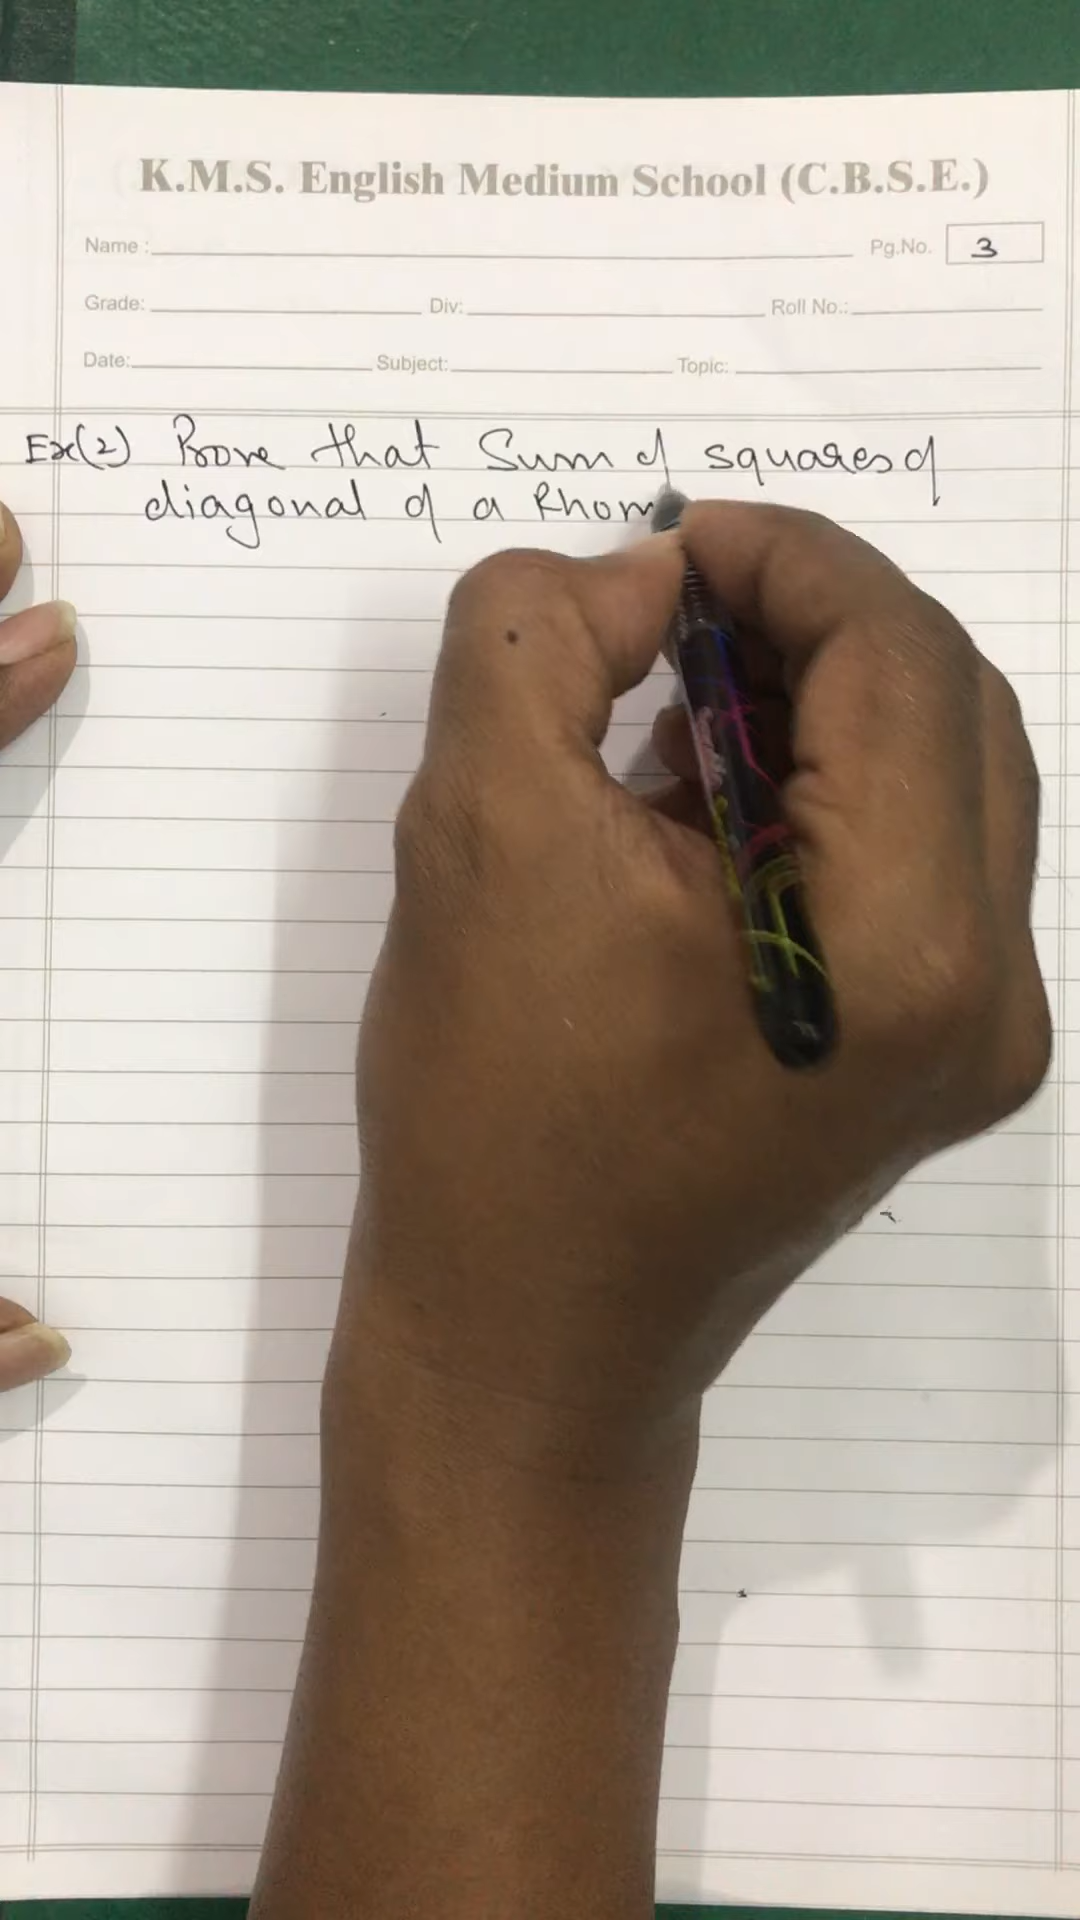 K.M.S. English Medium School (C.B.S.E.)
Name : Pg.No. 3
Grade: Div: Roll No.:
Date: Subject: Topic:
Ex(2) Prove that Sum of squares of
diagonal of a Rhom